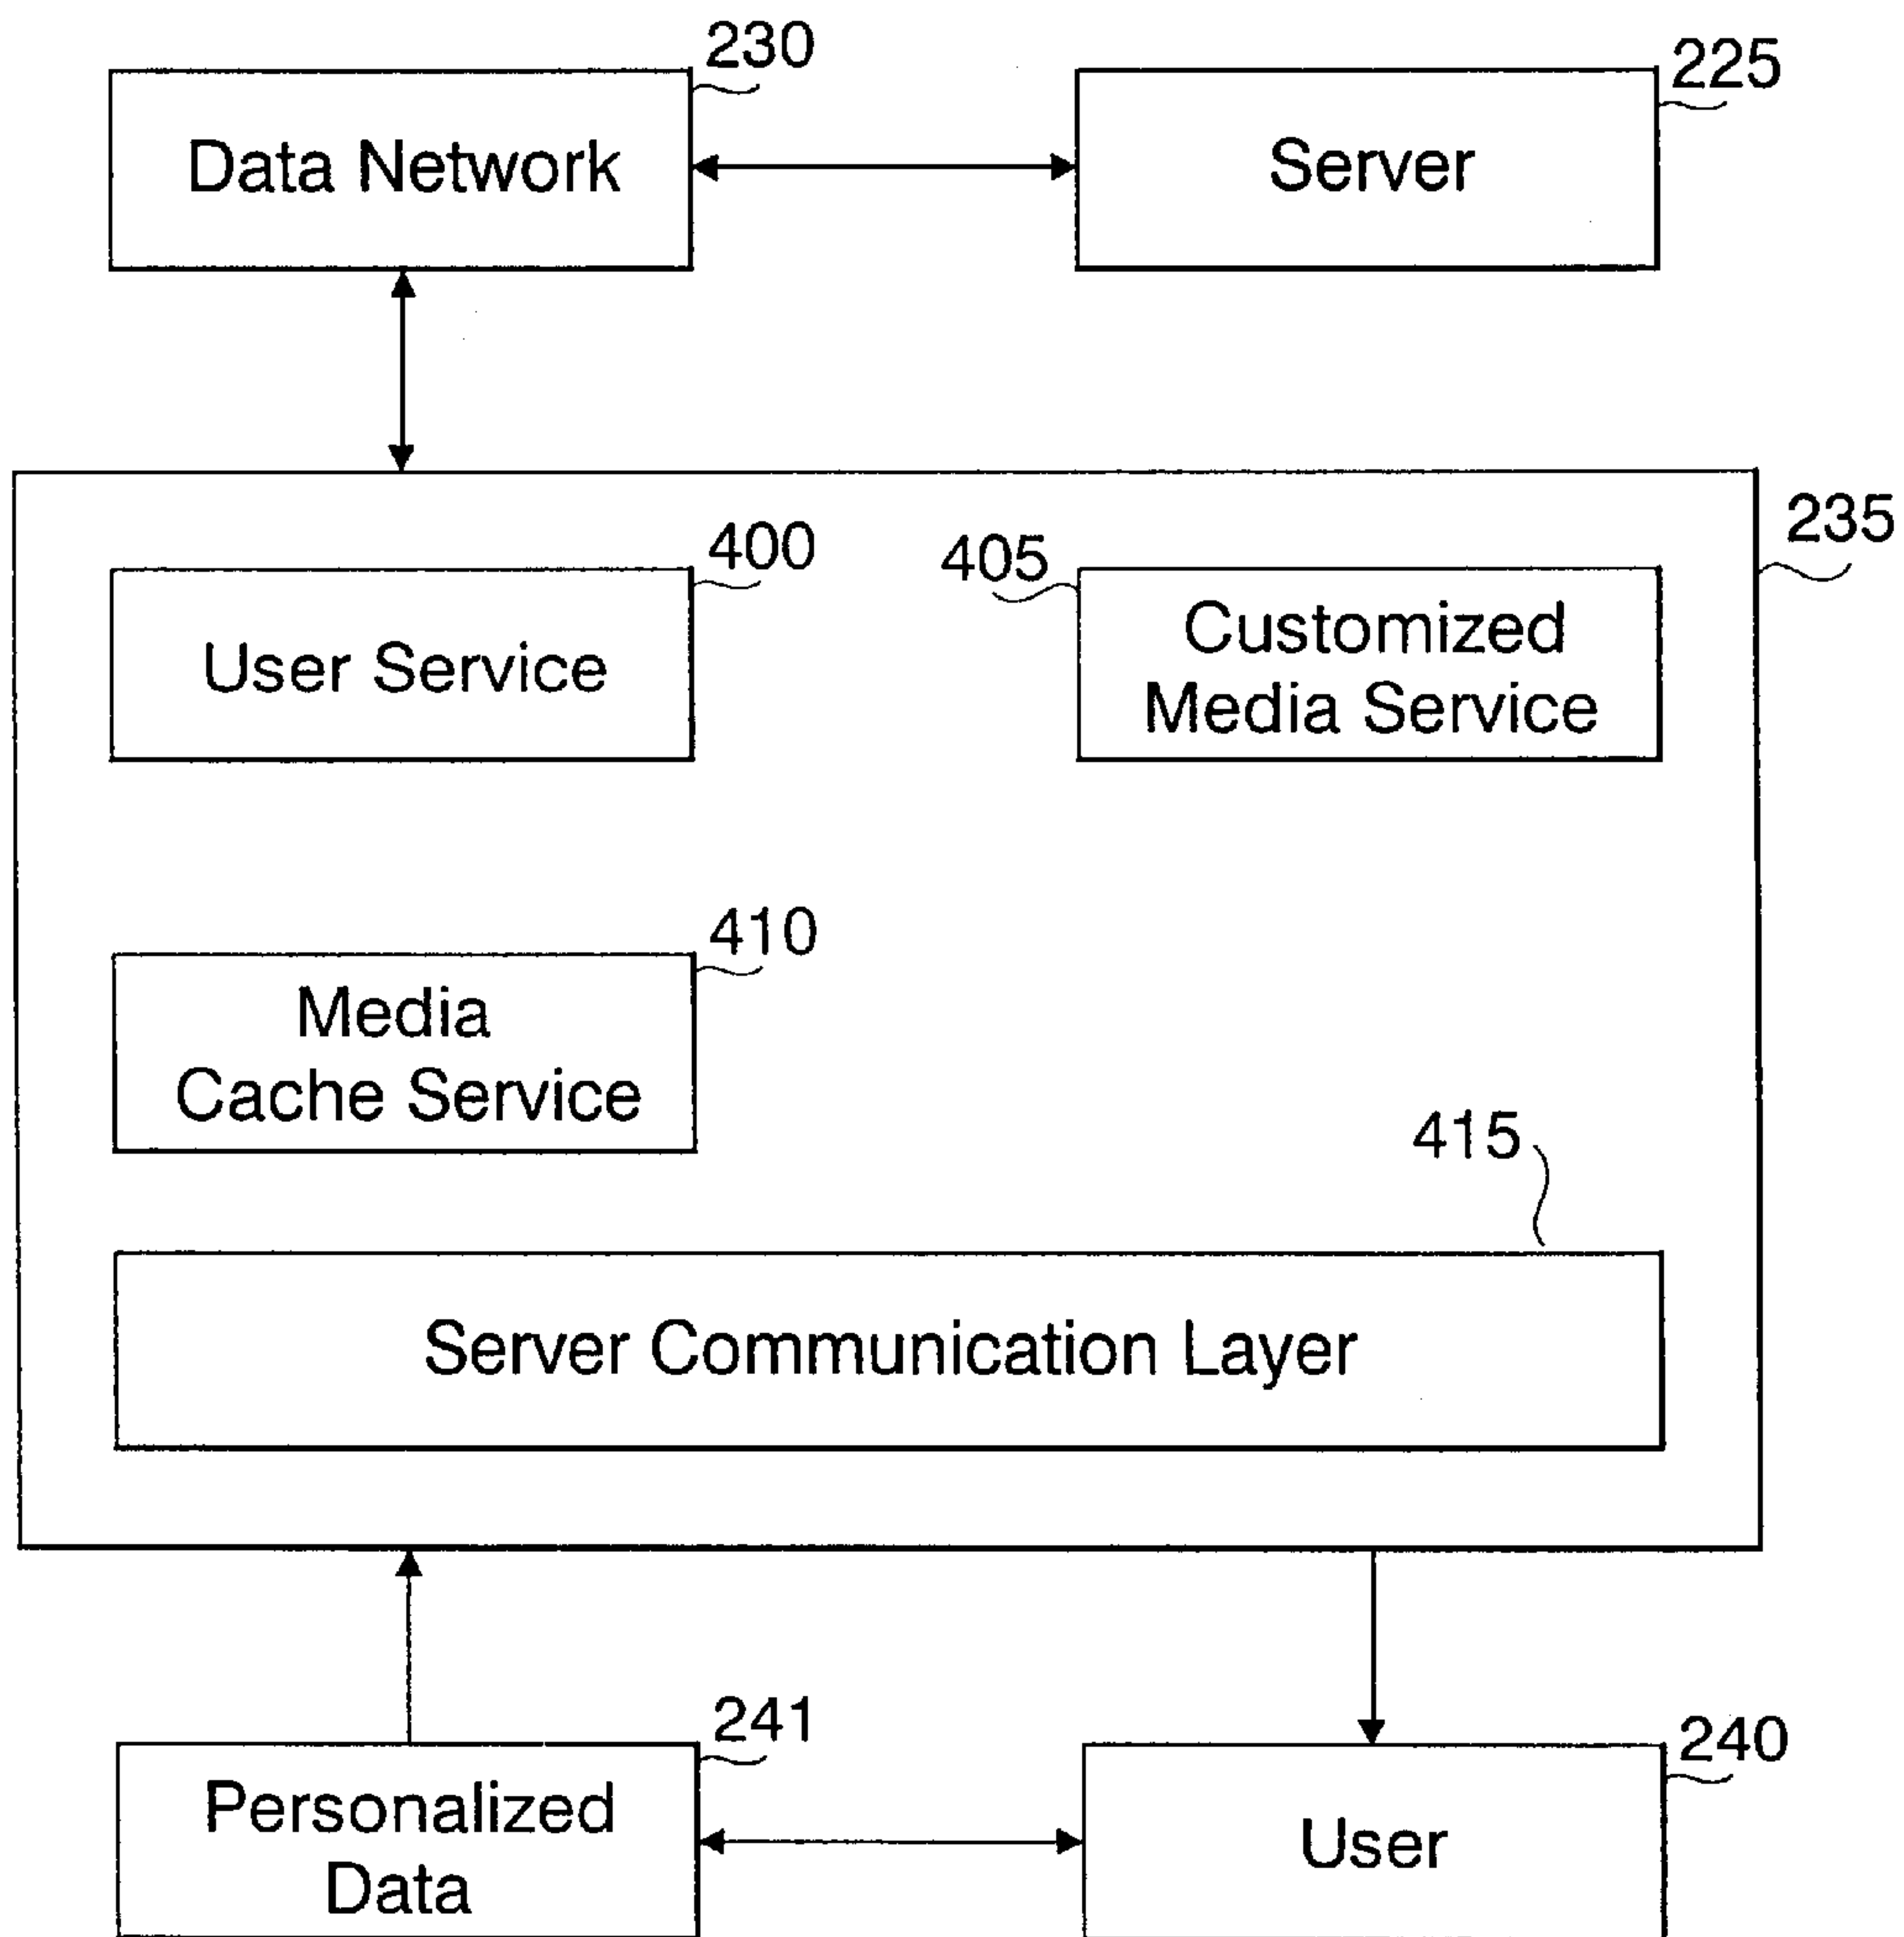 230
225
Data Network
Server
235
400
405
User Service
Customized
Media Service
410
Media
Cache Service
415
Server Communication Layer
241
240
Personalized
Data
User